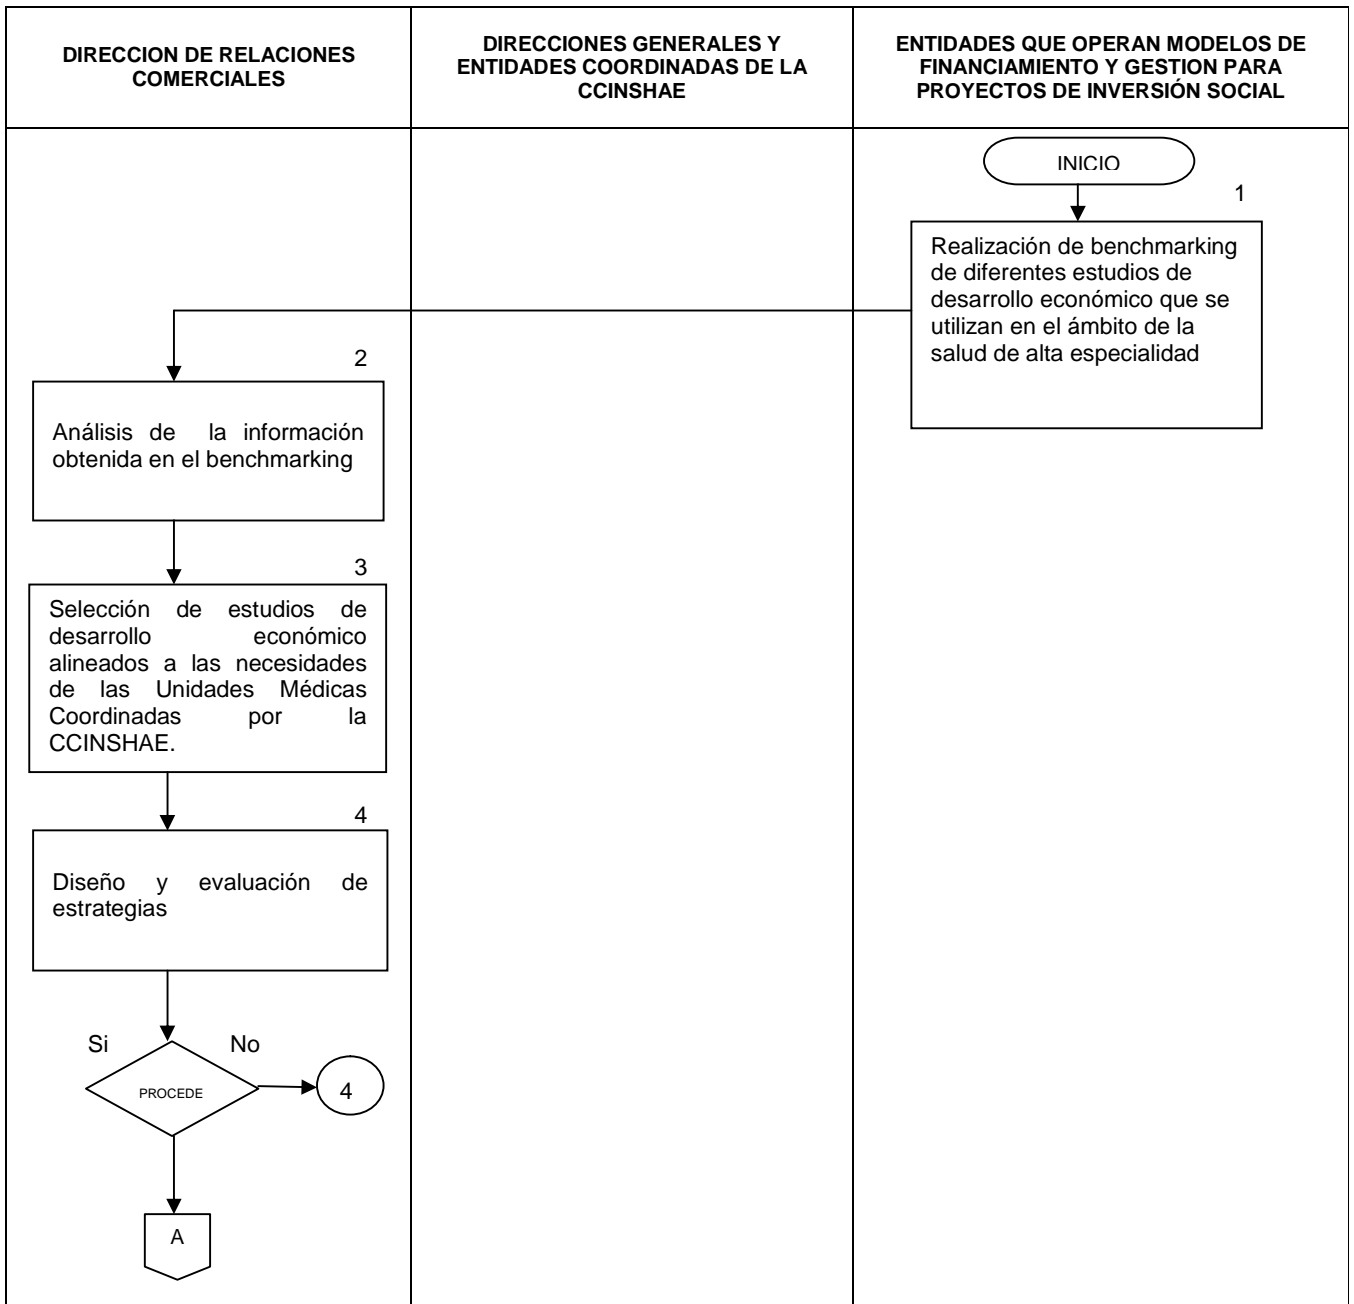 DIRECCION DE RELACIONES
COMERCIALES
DIRECCIONES GENERALES Y
ENTIDADES COORDINADAS DE LA
CCINSHAE
ENTIDADES QUE OPERAN MODELOS DE
FINANCIAMIENTO Y GESTION PARA
PROYECTOS DE INVERSIÓN SOCIAL
INICIO
1
Realización de benchmarking
de diferentes estudios de
desarrollo económico que se
utilizan en el ámbito de la
salud de alta especialidad
2
Análisis de la información
obtenida en el benchmarking
3
Selección de estudios de
desarrollo económico
alineados a las necesidades
de las Unidades Médicas
Coordinadas por la
CCINSHAE.
4
Diseño y evaluación de
estrategias
Si No
PROCEDE
4
A